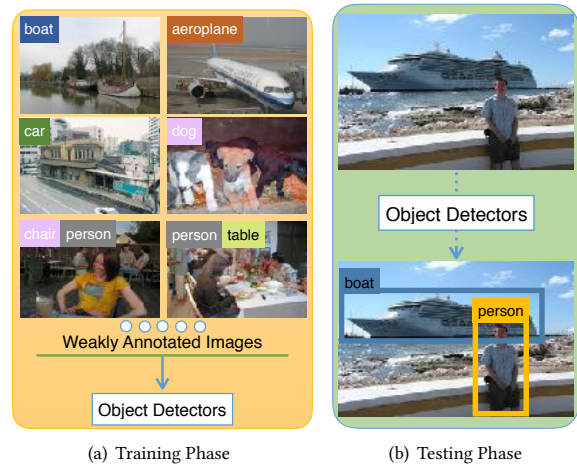 boat
aeroplane
car
dog
chair person
person table
Weakly Annotated Images
Object Detectors
(a) Training Phase
Object Detectors
boat
person
(b) Testing Phase